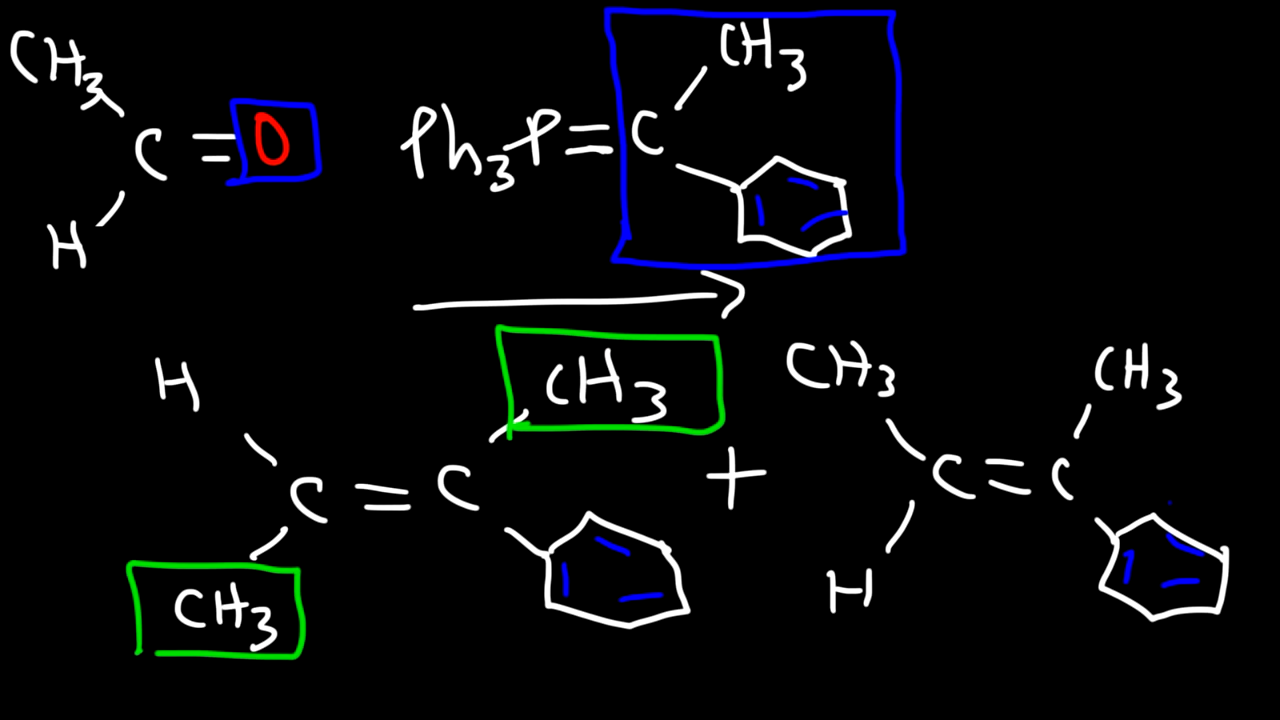 CH3 CH3
C = O Ph3P = C
H
H CH3 CH3 CH3
C = C + C = C
CH3 H